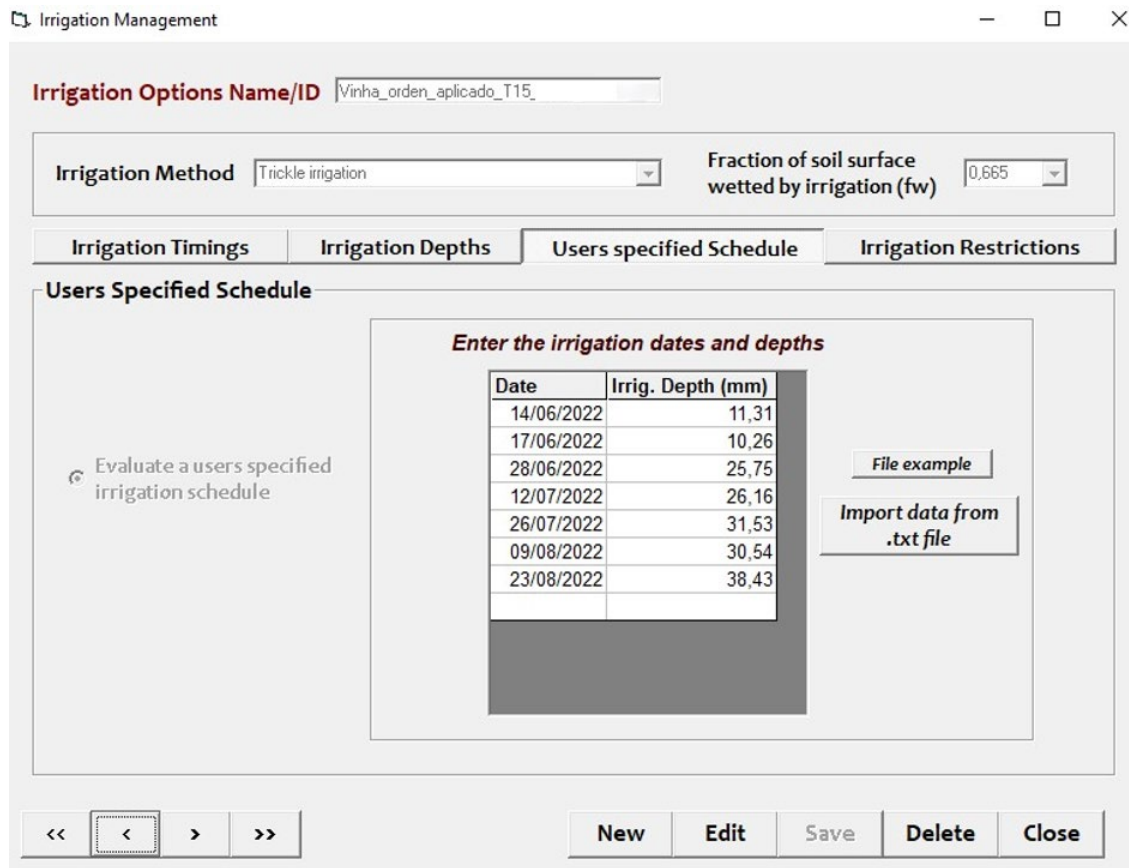 Irrigation Management
Irrigation Options Name/ID Vinha_orden_aplicado_T15_
Irrigation Method Trickle irrigation
Fraction of soil surface
wetted by irrigation (fw) 0,665
Irrigation Timings Irrigation Depths Users specified Schedule Irrigation Restrictions
Users Specified Schedule
Evaluate a users specified
irrigation schedule
Enter the irrigation dates and depths
Date Irrig. Depth (mm)
14/06/2022 11,31
17/06/2022 10,26
28/06/2022 25,75
12/07/2022 26,16
26/07/2022 31,53
09/08/2022 30,54
23/08/2022 38,43
File example
Import data from
.txt file
<< < > >> New Edit Save Delete Close